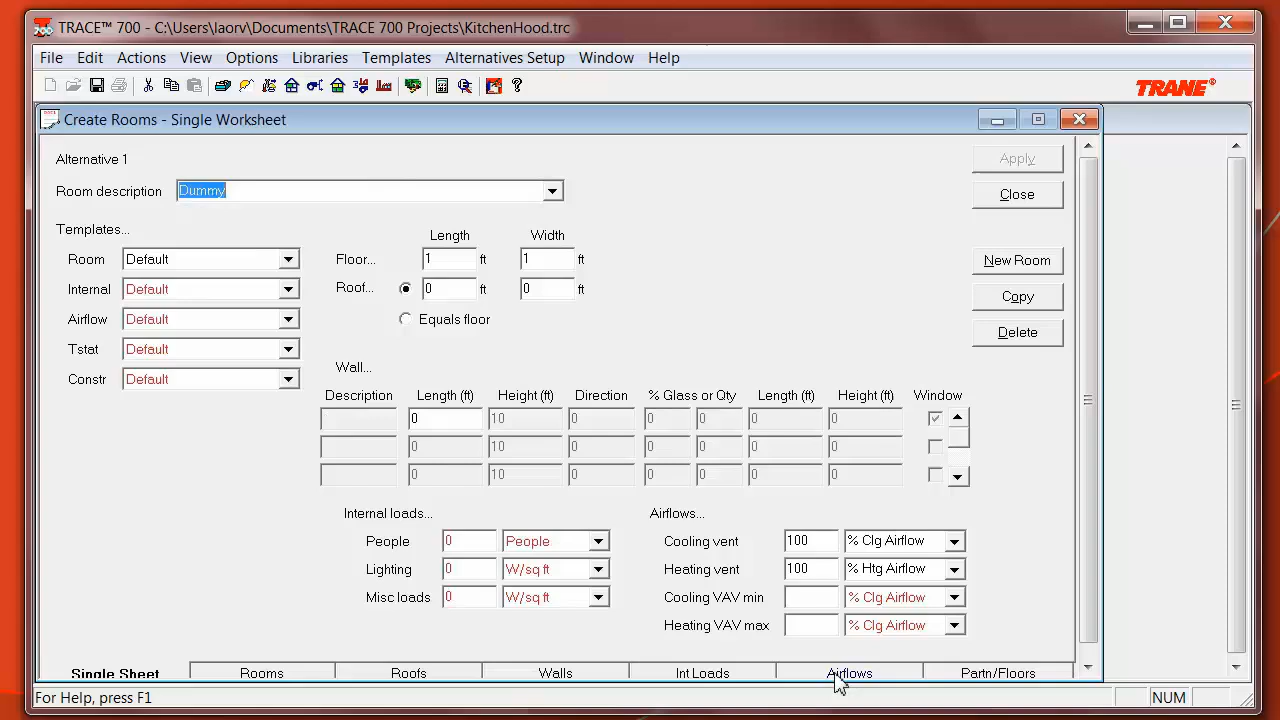 TRACE™ 700 - C:\Users\laorv\Documents\TRACE 700 Projects\KitchenHood.trc
File Edit Actions View Options Libraries Templates Alternatives Setup Window Help
TRANE®
Create Rooms - Single Worksheet
Alternative 1
Apply
Room description Dummy
Close
Templates...
Length Width
Room Default
Floor... 1 ft 1 ft
New Room
Internal Default
Roof... 0 ft 0 ft
Copy
Airflow Default
Equals floor
Delete
Tstat Default
Wall...
Constr Default
Description Length (ft) Height (ft) Direction % Glass or Qty Length (ft) Height (ft) Window
0 10 0 0 0 0 0
0 10 0 0 0 0 0
0 10 0 0 0 0 0
Internal loads... Airflows...
People 0 People Cooling vent 100 % Clg Airflow
Lighting 0 W/sq ft Heating vent 100 % Htg Airflow
Misc loads 0 W/sq ft Cooling VAV min % Clg Airflow
Heating VAV max % Clg Airflow
Single Sheet Rooms Roofs Walls Int Loads Airflows Partn/Floors
For Help, press F1 NUM